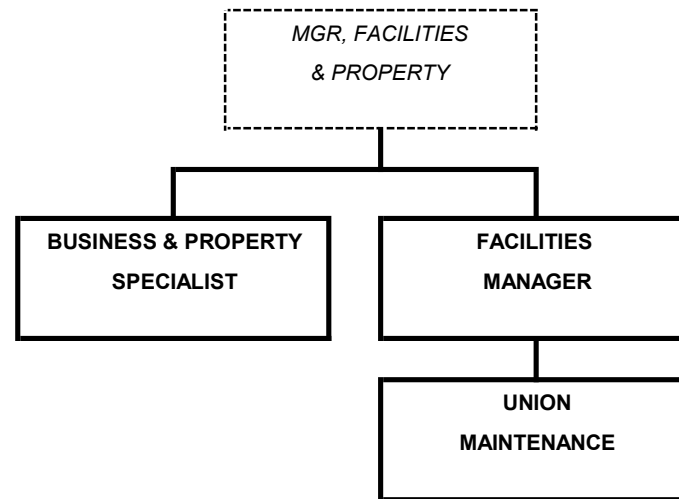 MGR, FACILITIES
& PROPERTY
BUSINESS & PROPERTY
SPECIALIST
FACILITIES
MANAGER
UNION
MAINTENANCE